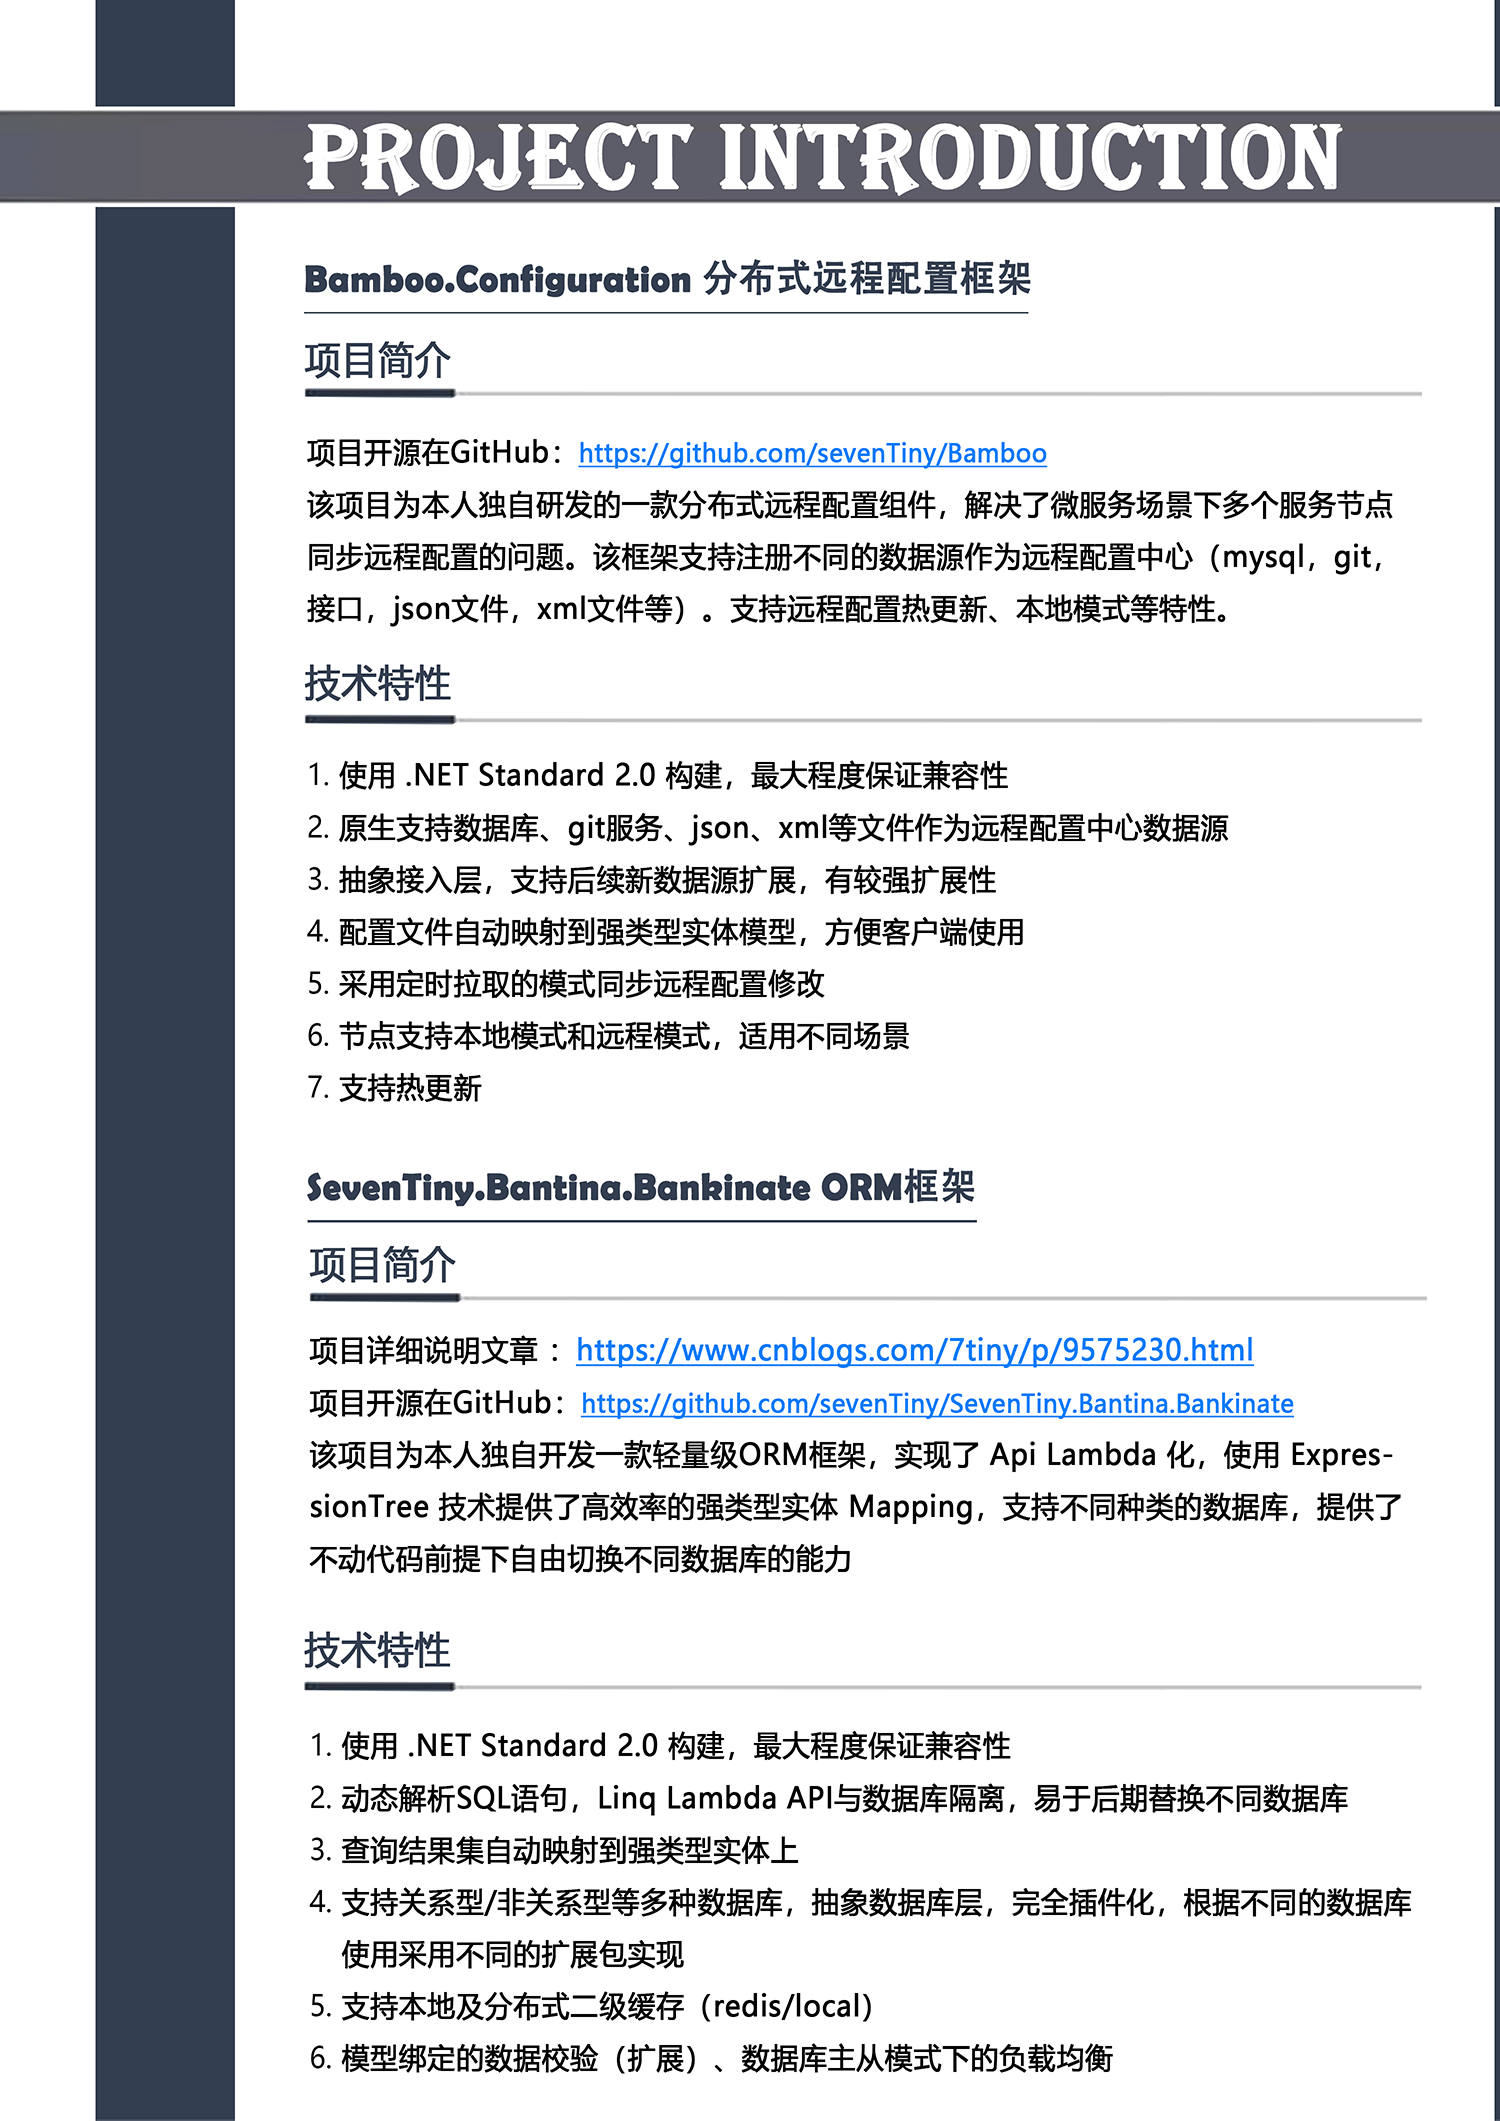 PROJECT INTRODUCTION
Bamboo.Configuration 分布式远程配置框架
项目简介
项目开源在GitHub：https://github.com/sevenTiny/Bamboo
该项目为本人独自研发的一款分布式远程配置组件，解决了微服务场景下多个服务节点
同步远程配置的问题。该框架支持注册不同的数据源作为远程配置中心（mysql，git，
接口，json文件，xml文件等）。支持远程配置热更新、本地模式等特性。
技术特性
1. 使用 .NET Standard 2.0 构建，最大程度保证兼容性
2. 原生支持数据库、git服务、json、xml等文件作为远程配置中心数据源
3. 抽象接入层，支持后续新数据源扩展，有较强扩展性
4. 配置文件自动映射到强类型实体模型，方便客户端使用
5. 采用定时拉取的模式同步远程配置修改
6. 节点支持本地模式和远程模式，适用不同场景
7. 支持热更新
SevenTiny.Bantina.Bankinate ORM框架
项目简介
项目详细说明文章 ：https://www.cnblogs.com/7tiny/p/9575230.html
项目开源在GitHub：https://github.com/sevenTiny/SevenTiny.Bantina.Bankinate
该项目为本人独自开发一款轻量级ORM框架，实现了 Api Lambda 化，使用 Expres-
sionTree 技术提供了高效率的强类型实体 Mapping，支持不同种类的数据库，提供了
不动代码前提下自由切换不同数据库的能力
技术特性
1. 使用 .NET Standard 2.0 构建，最大程度保证兼容性
2. 动态解析SQL语句，Linq Lambda API与数据库隔离，易于后期替换不同数据库
3. 查询结果集自动映射到强类型实体上
4. 支持关系型/非关系型等多种数据库，抽象数据库层，完全插件化，根据不同的数据库
使用采用不同的扩展包实现
5. 支持本地及分布式二级缓存（redis/local）
6. 模型绑定的数据校验（扩展）、数据库主从模式下的负载均衡